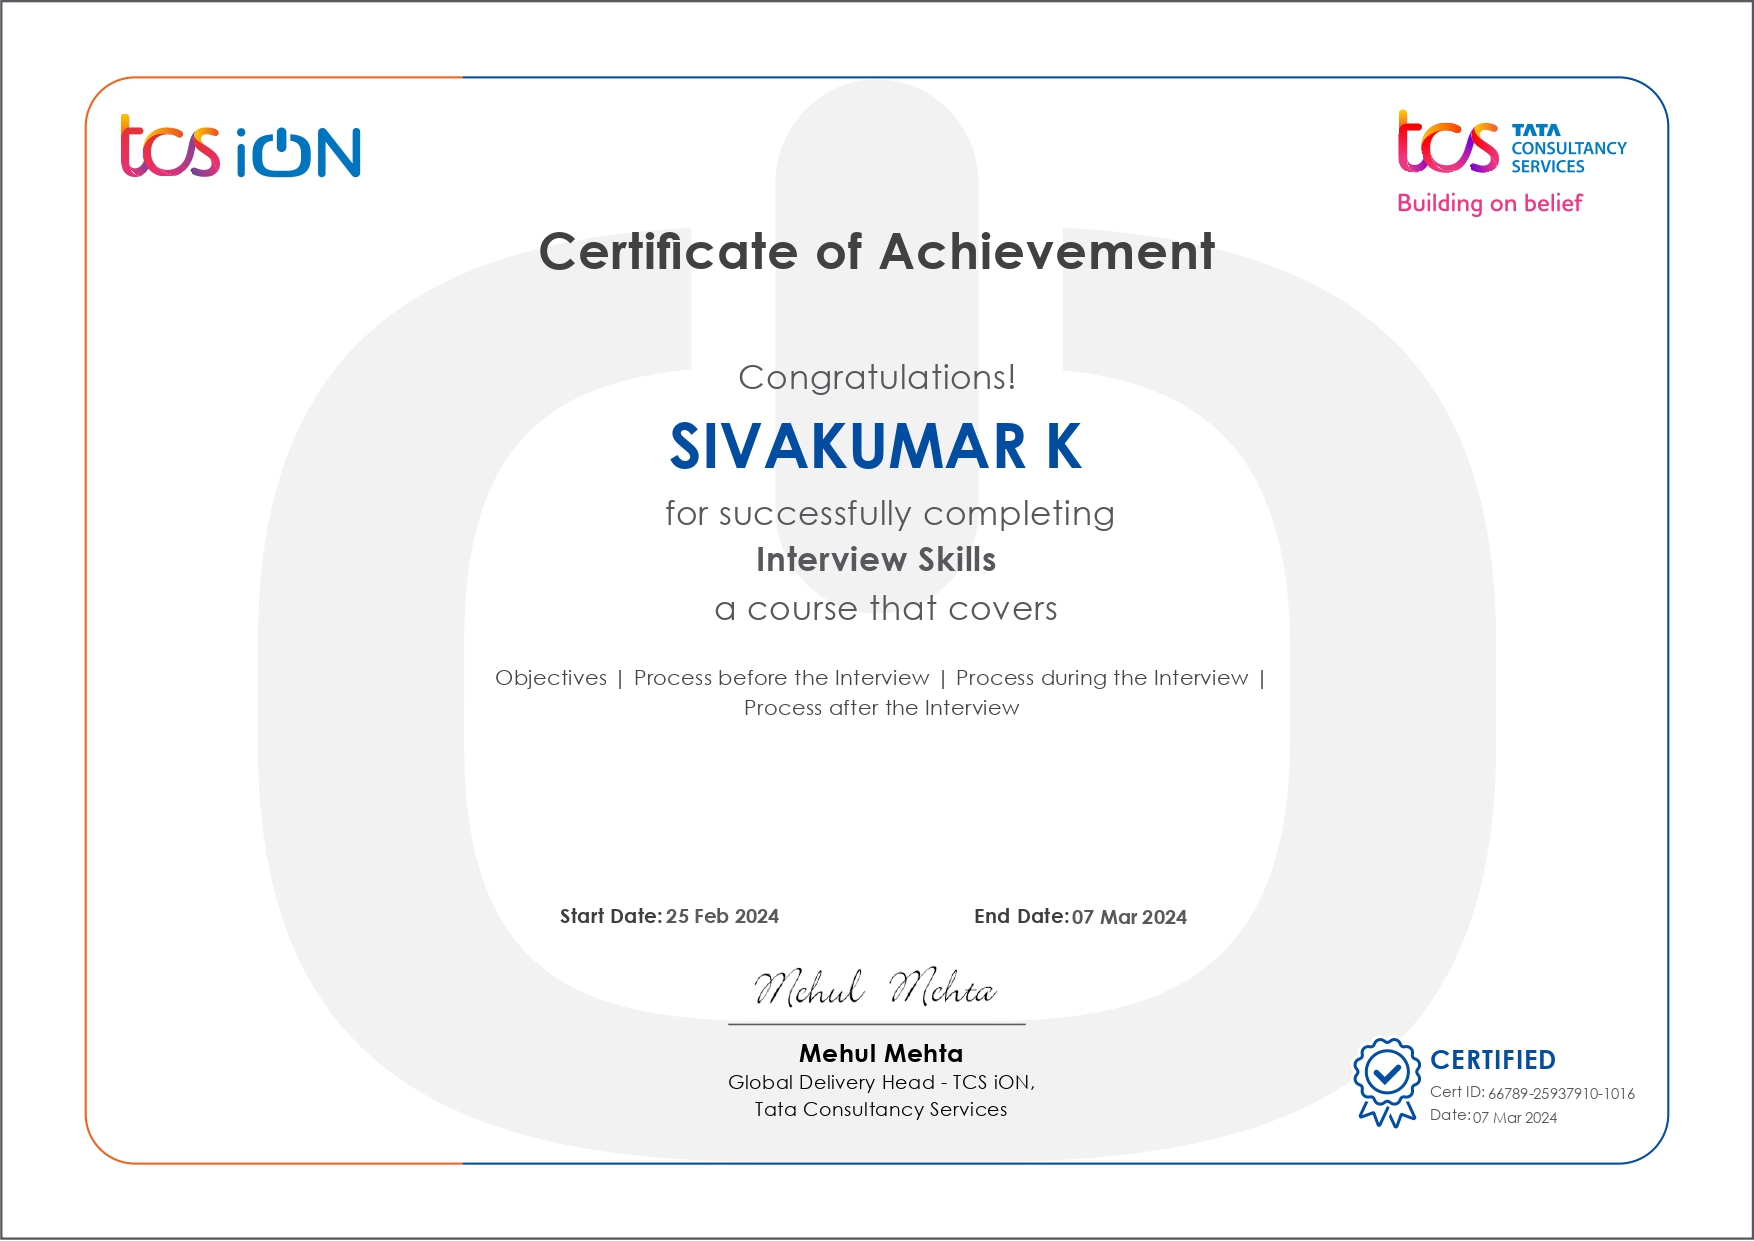 tcs iON
tcs TATA
CONSULTANCY
SERVICES
Building on belief
Certificate of Achievement
Congratulations!
SIVAKUMAR K
for successfully completing
Interview Skills
a course that covers
Objectives | Process before the Interview | Process during the Interview |
Process after the Interview
Start Date: 25 Feb 2024
End Date: 07 Mar 2024
Mehul Mehta
Mehul Mehta
Global Delivery Head - TCS iON,
Tata Consultancy Services
CERTIFIED
Cert ID: 66789-25937910-1016
Date: 07 Mar 2024